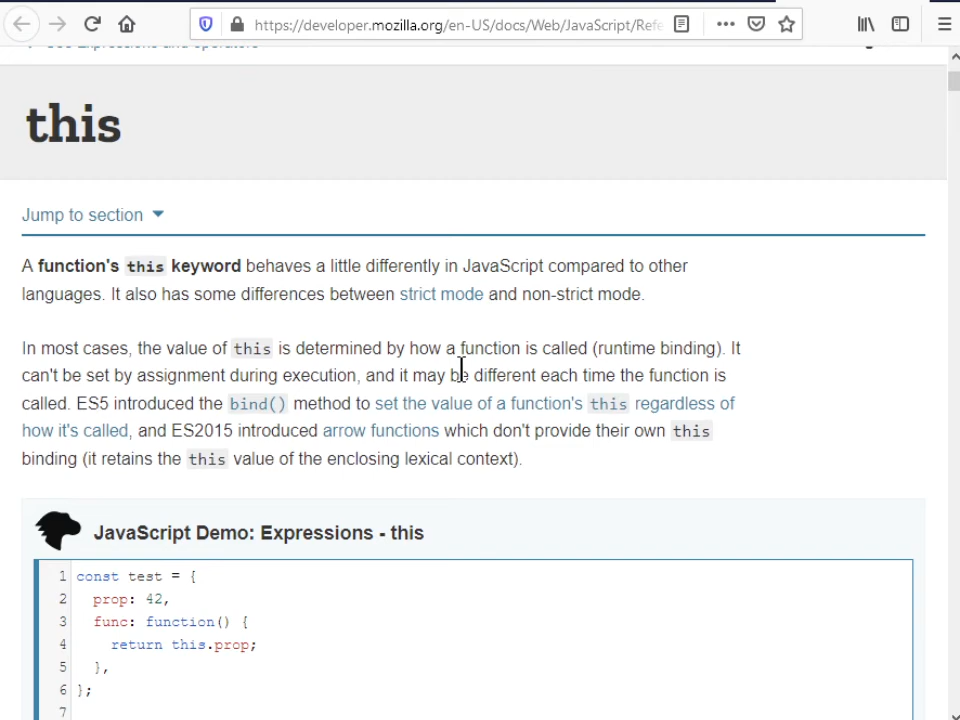 https://developer.mozilla.org/en-US/docs/Web/JavaScript/Refe
See Expressions and operators
this
Jump to section
A function's this keyword behaves a little differently in JavaScript compared to other
languages. It also has some differences between strict mode and non-strict mode.
In most cases, the value of this is determined by how a function is called (runtime binding). It
can't be set by assignment during execution, and it may be different each time the function is
called. ES5 introduced the bind() method to set the value of a function's this regardless of
how it's called, and ES2015 introduced arrow functions which don't provide their own this
binding (it retains the this value of the enclosing lexical context).
JavaScript Demo: Expressions - this
1 const test = {
2 prop: 42,
3 func: function() {
4 return this.prop;
5 },
6 };
7